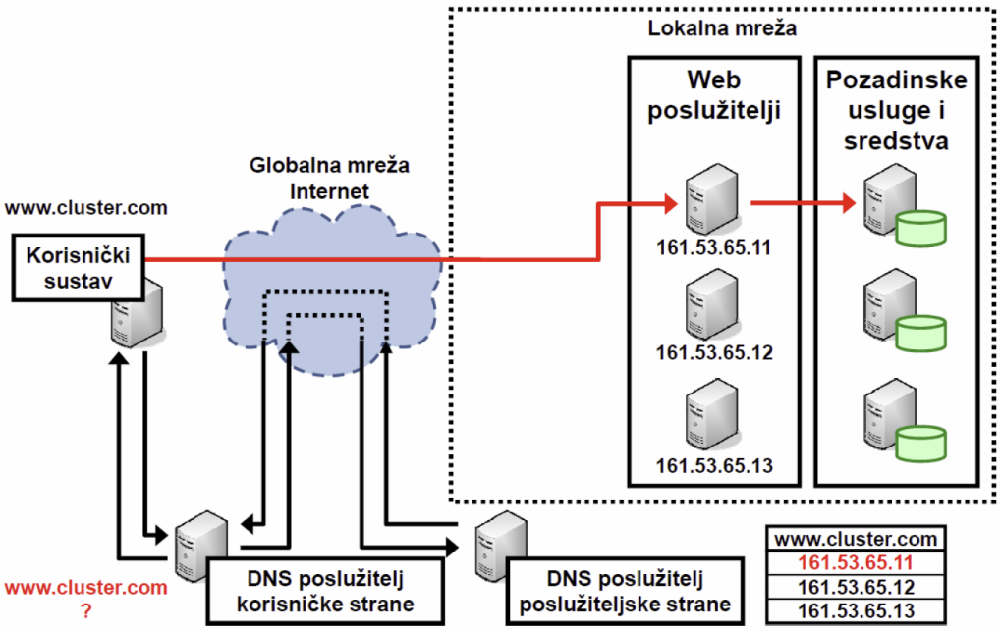 Lokalna mreža
Web
poslužitelji
Pozadinske
usluge i
sredstva
Globalna mreža
Internet
www.cluster.com
Korisnički
sustav
161.53.65.11
161.53.65.12
161.53.65.13
www.cluster.com
?
DNS poslužitelj
korisničke strane
DNS poslužitelj
poslužiteljske strane
www.cluster.com
161.53.65.11
161.53.65.12
161.53.65.13